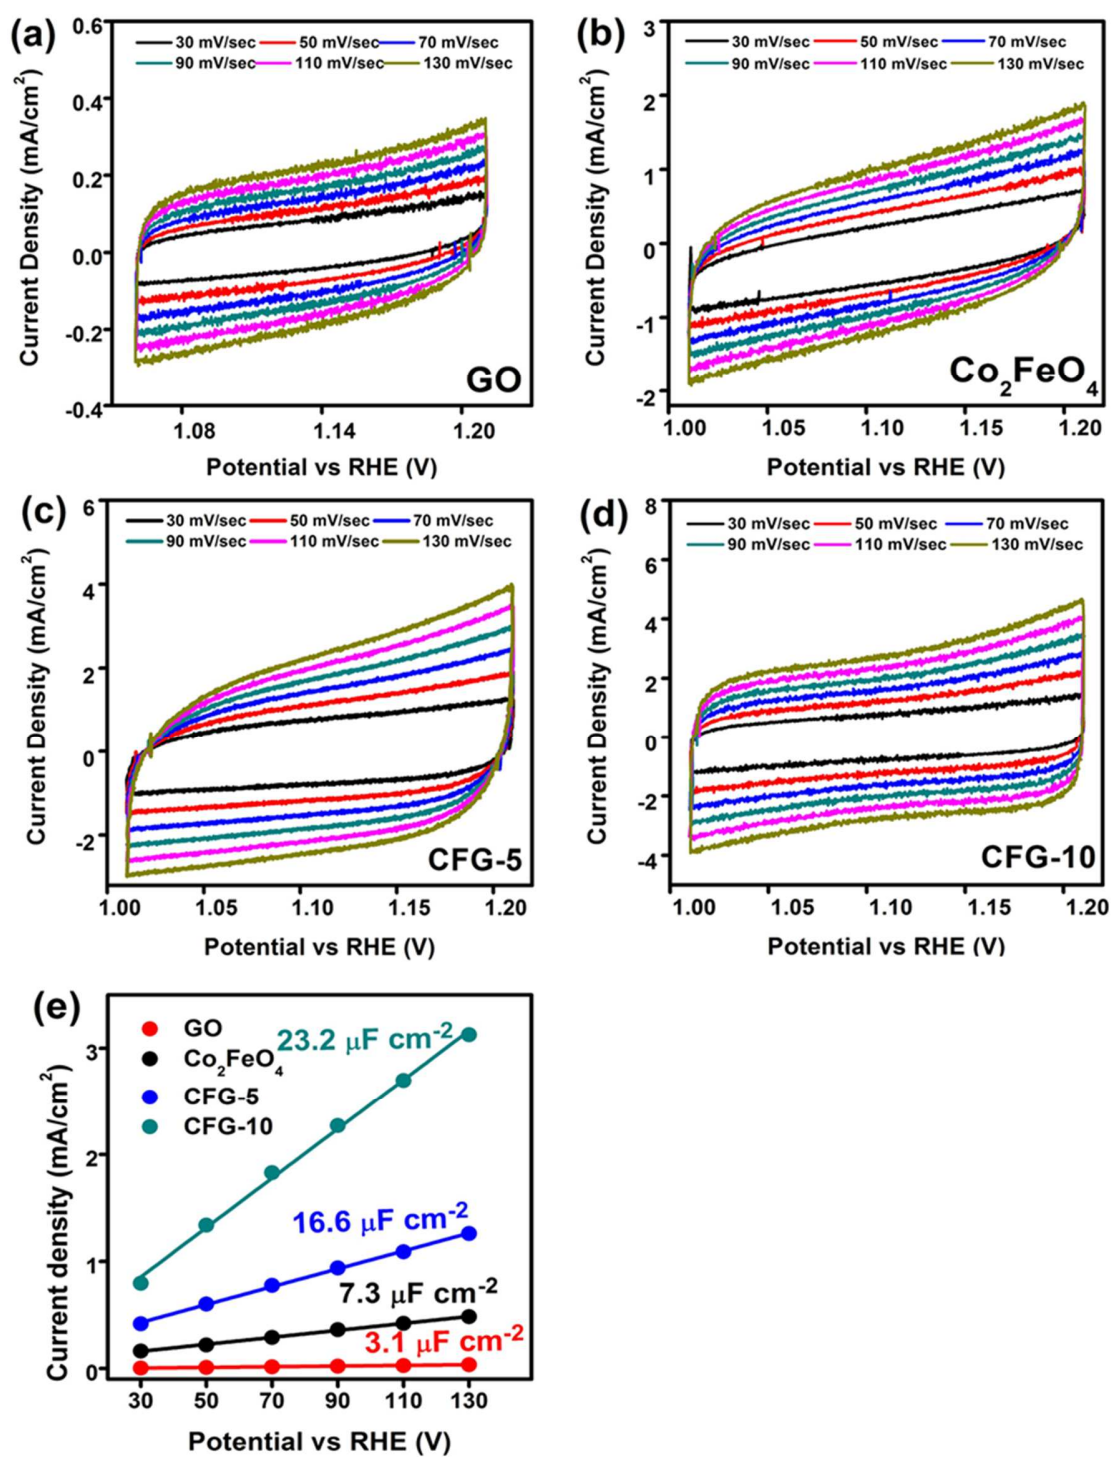 (a)
30 mV/sec 50 mV/sec 70 mV/sec
90 mV/sec 110 mV/sec 130 mV/sec
0.6
0.4
0.2
0.0
-0.2
-0.4
Current Density (mA/cm²)
GO
1.08 1.14 1.20
Potential vs RHE (V)
(b)
30 mV/sec 50 mV/sec 70 mV/sec
90 mV/sec 110 mV/sec 130 mV/sec
3
2
1
0
-1
-2
Current Density (mA/cm²)
Co₂FeO₄
1.00 1.05 1.10 1.15 1.20
Potential vs RHE (V)
(c)
30 mV/sec 50 mV/sec 70 mV/sec
90 mV/sec 110 mV/sec 130 mV/sec
6
4
2
0
-2
Current Density (mA/cm²)
CFG-5
1.00 1.05 1.10 1.15 1.20
Potential vs RHE (V)
(d)
30 mV/sec 50 mV/sec 70 mV/sec
90 mV/sec 110 mV/sec 130 mV/sec
8
6
4
2
0
-2
-4
Current Density (mA/cm²)
CFG-10
1.00 1.05 1.10 1.15 1.20
Potential vs RHE (V)
(e)
GO
Co₂FeO₄
CFG-5
CFG-10
23.2 μF cm⁻²
16.6 μF cm⁻²
7.3 μF cm⁻²
3.1 μF cm⁻²
3
2
1
0
Current density (mA/cm²)
30 50 70 90 110 130
Potential vs RHE (V)